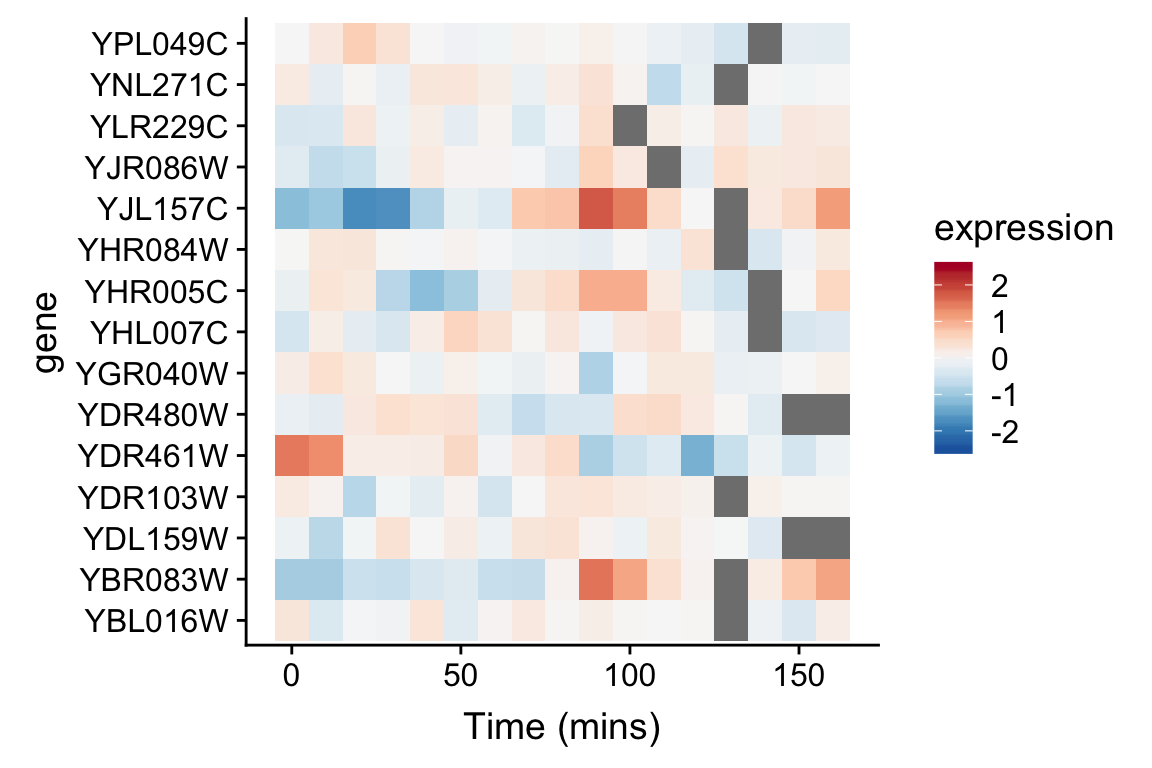 YPL049C
YNL271C
YLR229C
YJR086W
YJL157C
YHR084W
YHR005C
YHL007C
YGR040W
YDR480W
YDR461W
YDR103W
YDL159W
YBR083W
YBL016W
gene
0 50 100 150
Time (mins)
expression
2
1
0
-1
-2